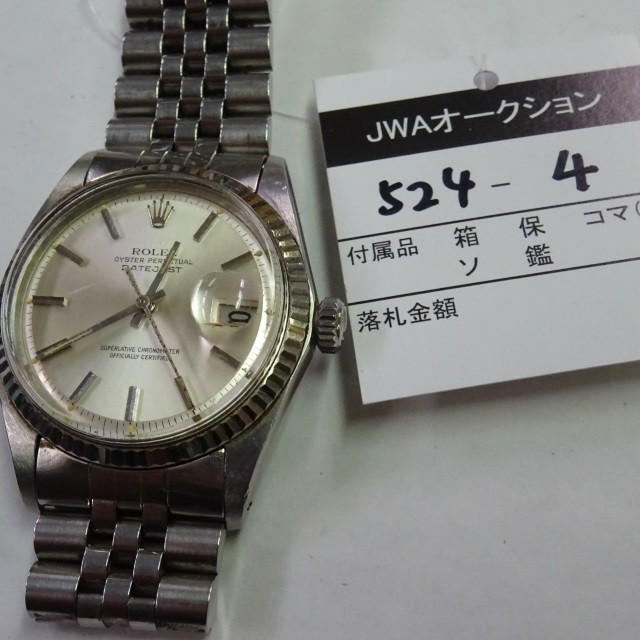 ROLEX
OYSTER PERPETUAL
DATEJUST
SUPERLATIVE CHRONOMETER
OFFICIALLY CERTIFIED
JWAオークション
524-4
付属品 箱 保 コマ(
ソ 鑑
落札金額